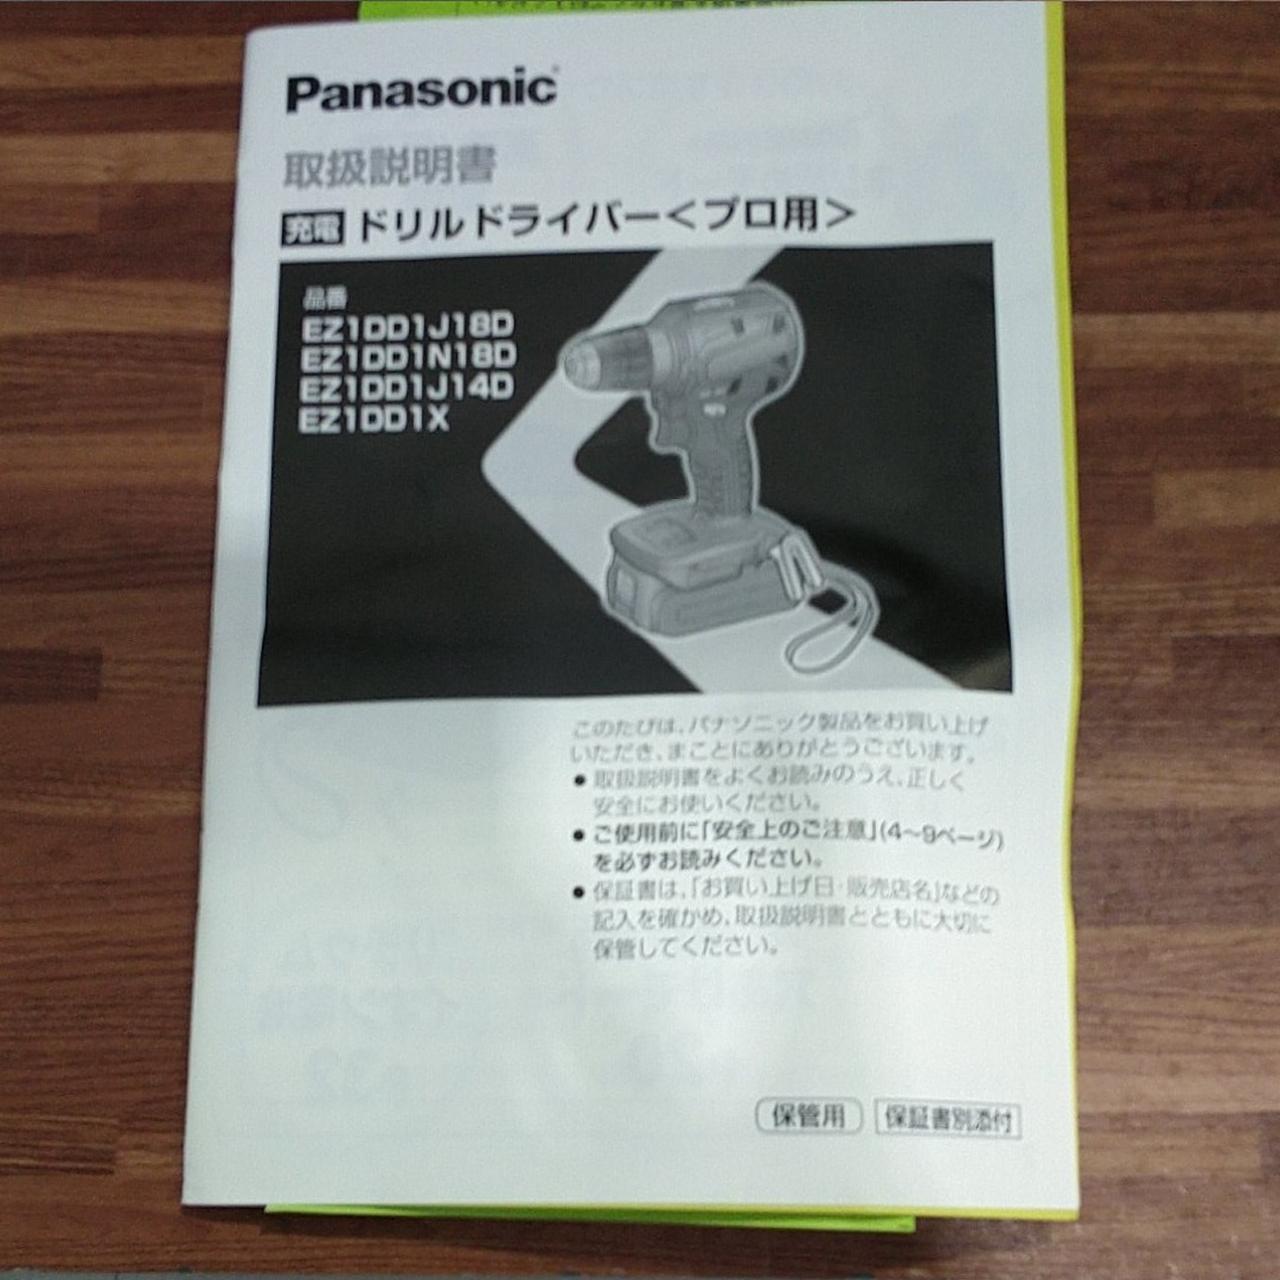 Panasonic
取扱説明書
充電 ドリルドライバー＜プロ用＞
品番
EZ1DD1J18D
EZ1DD1N18D
EZ1DD1J14D
EZ1DD1X
このたびは、パナソニック製品をお買い上げ
いただき、まことにありがとうございます。
● 取扱説明書をよくお読みのうえ、正しく
安全にお使いください。
● ご使用前に「安全上のご注意」(4～9ページ)
を必ずお読みください。
● 保証書は、「お買い上げ日・販売店名」などの
記入を確かめ、取扱説明書とともに大切に
保管してください。
保管用 保証書別添付